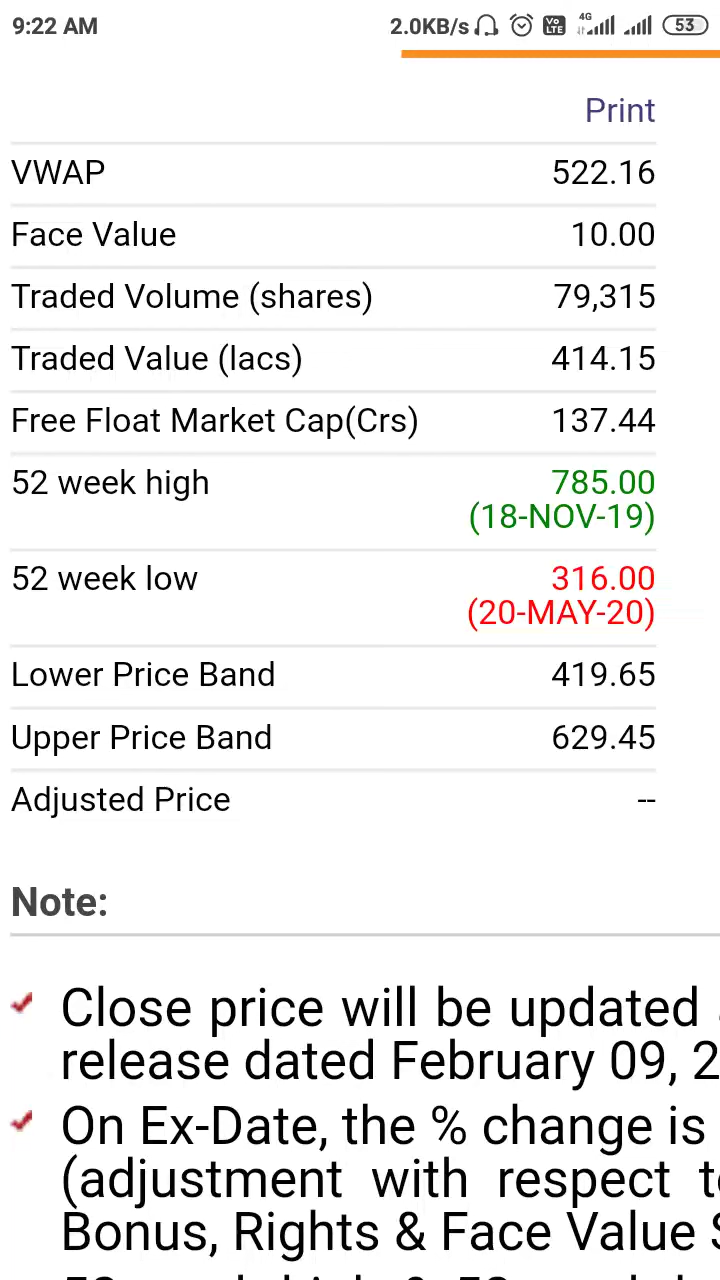 9:22 AM 2.0KB/s Vo LTE 4G 53
Print
VWAP 522.16
Face Value 10.00
Traded Volume (shares) 79,315
Traded Value (lacs) 414.15
Free Float Market Cap(Crs) 137.44
52 week high 785.00
(18-NOV-19)
52 week low 316.00
(20-MAY-20)
Lower Price Band 419.65
Upper Price Band 629.45
Adjusted Price --
Note:
Close price will be updated
release dated February 09, 2
On Ex-Date, the % change is
(adjustment with respect to
Bonus, Rights & Face Value S